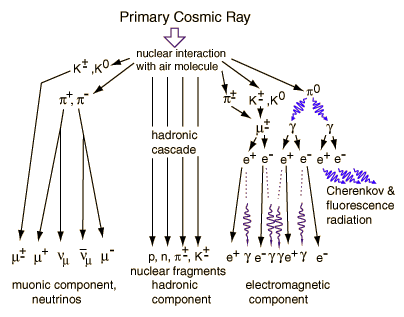 Primary Cosmic Ray
nuclear interaction
with air molecule
K±, K⁰
π⁺, π⁻
π±
K±, K⁰
π⁰
μ±
γ γ
hadronic
cascade
e⁺ e⁻ e⁺ e⁻ e⁺ e⁻
Cherenkov &
fluorescence
radiation
μ± μ⁺ νμ ν̄μ μ⁻
p, n, π±, K±
e⁺ γ e⁻ γ γ e⁺ γ e⁻
muonic component,
neutrinos
nuclear fragments
hadronic
component
electromagnetic
component